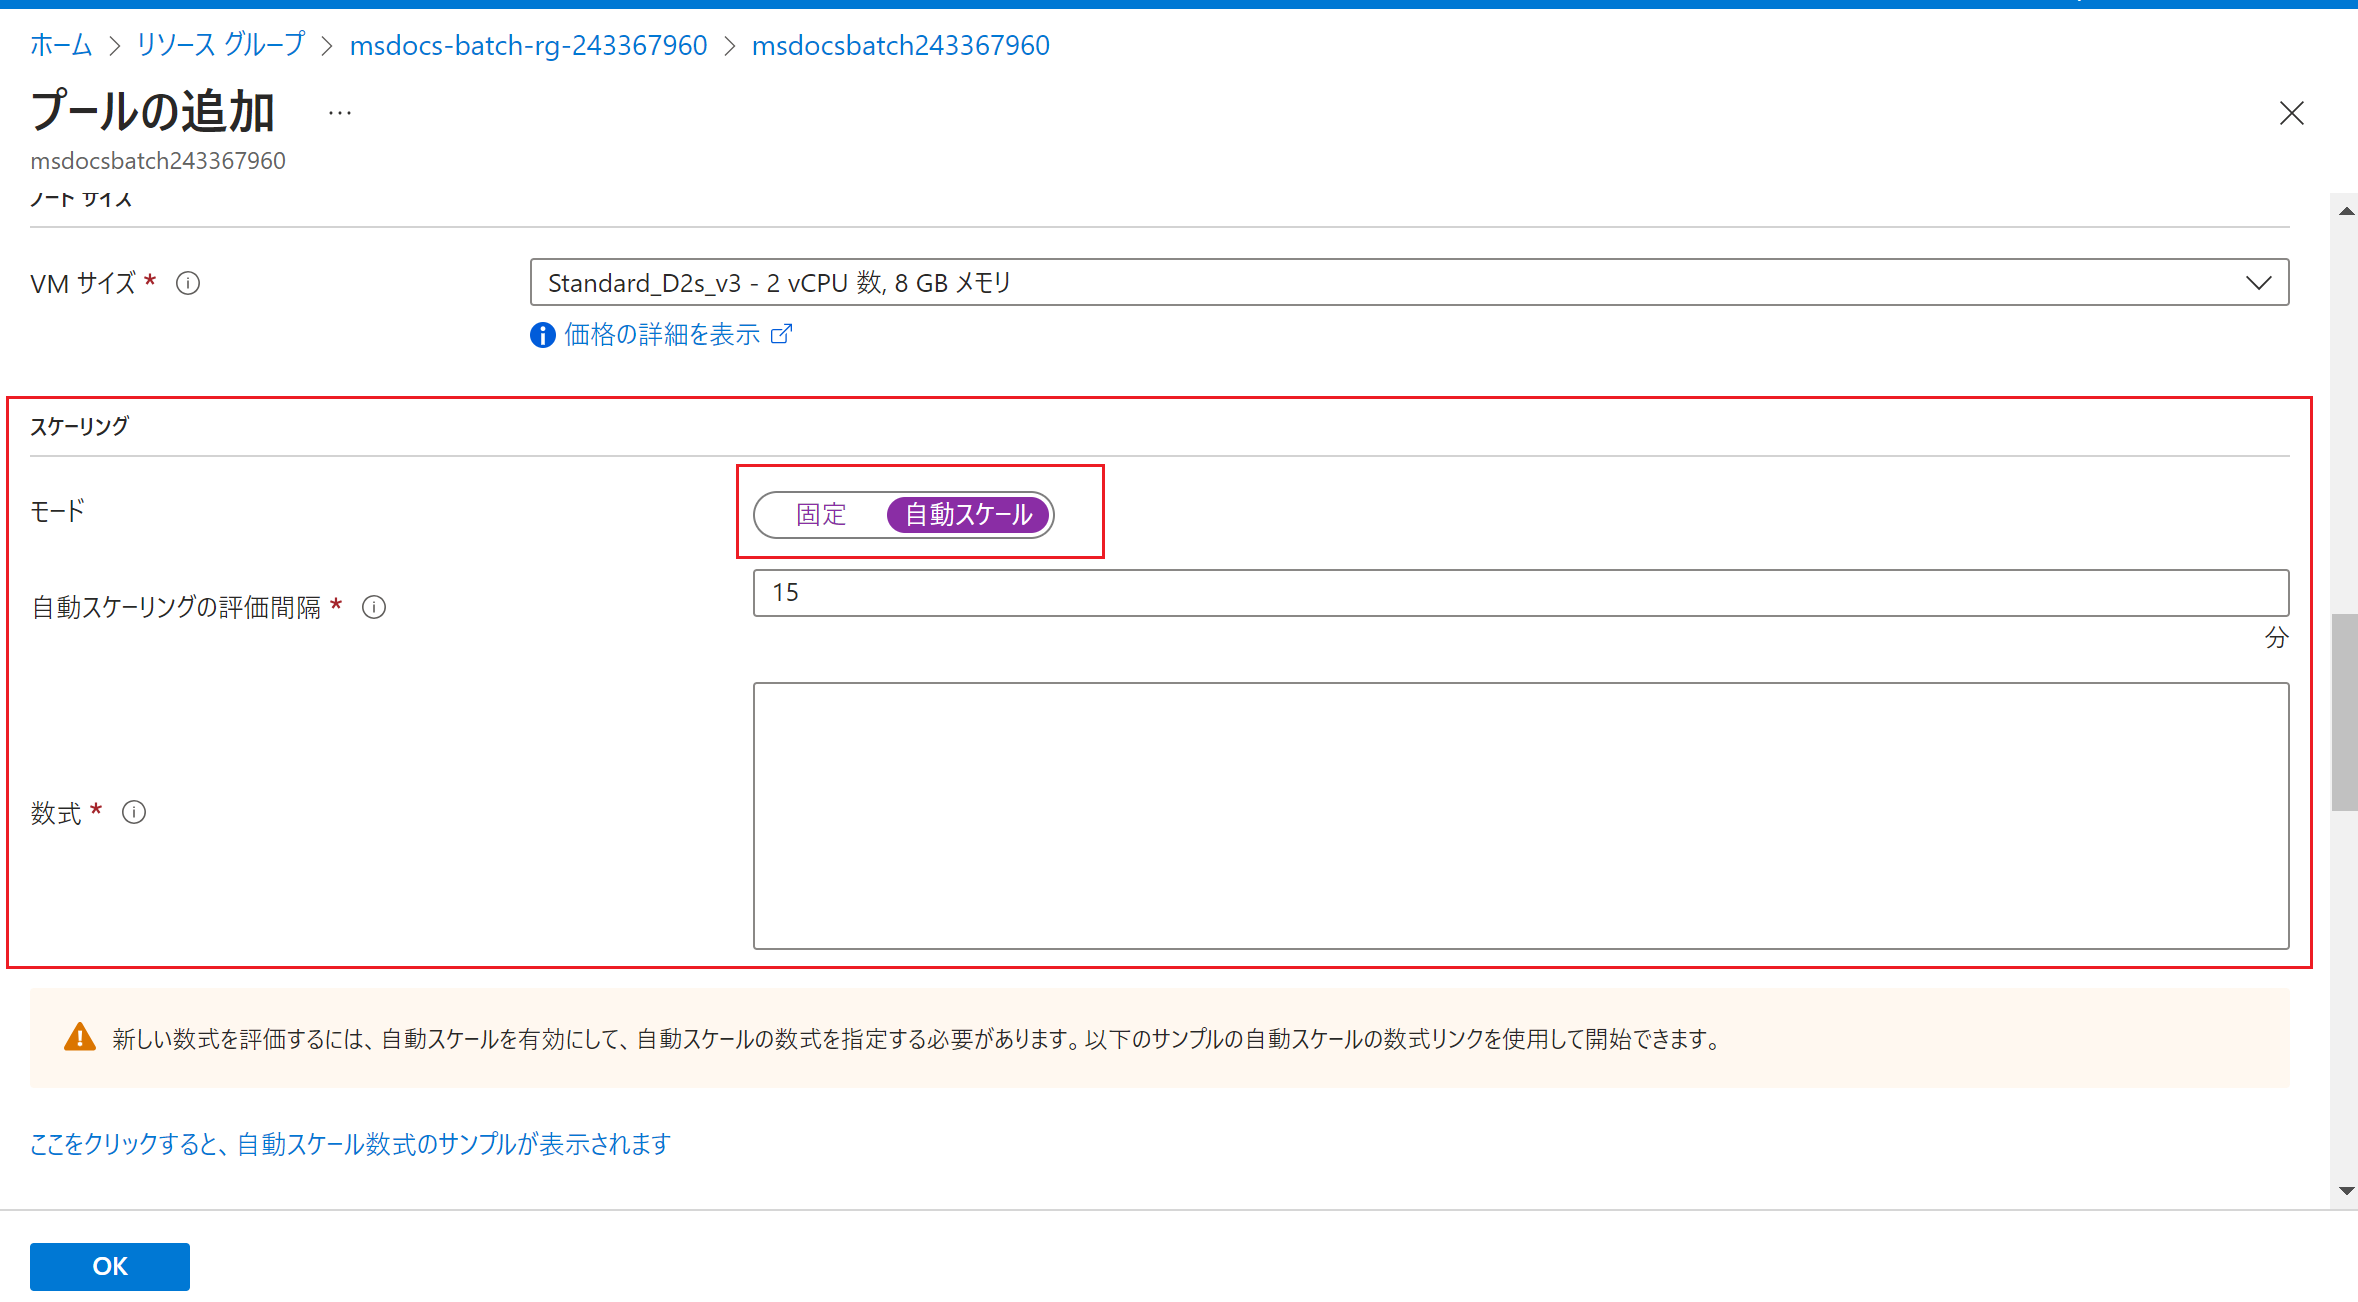 ホーム > リソース グループ > msdocs-batch-rg-243367960 > msdocsbatch243367960
プールの追加 ...
msdocsbatch243367960
ノート サイズ
VM サイズ * Standard_D2s_v3 - 2 vCPU 数, 8 GB メモリ
価格の詳細を表示
スケーリング
モード 固定 自動スケール
自動スケーリングの評価間隔 * 15
分
数式 *
新しい数式を評価するには、自動スケールを有効にして、自動スケールの数式を指定する必要があります。以下のサンプルの自動スケールの数式リンクを使用して開始できます。
ここをクリックすると、自動スケール数式のサンプルが表示されます
OK